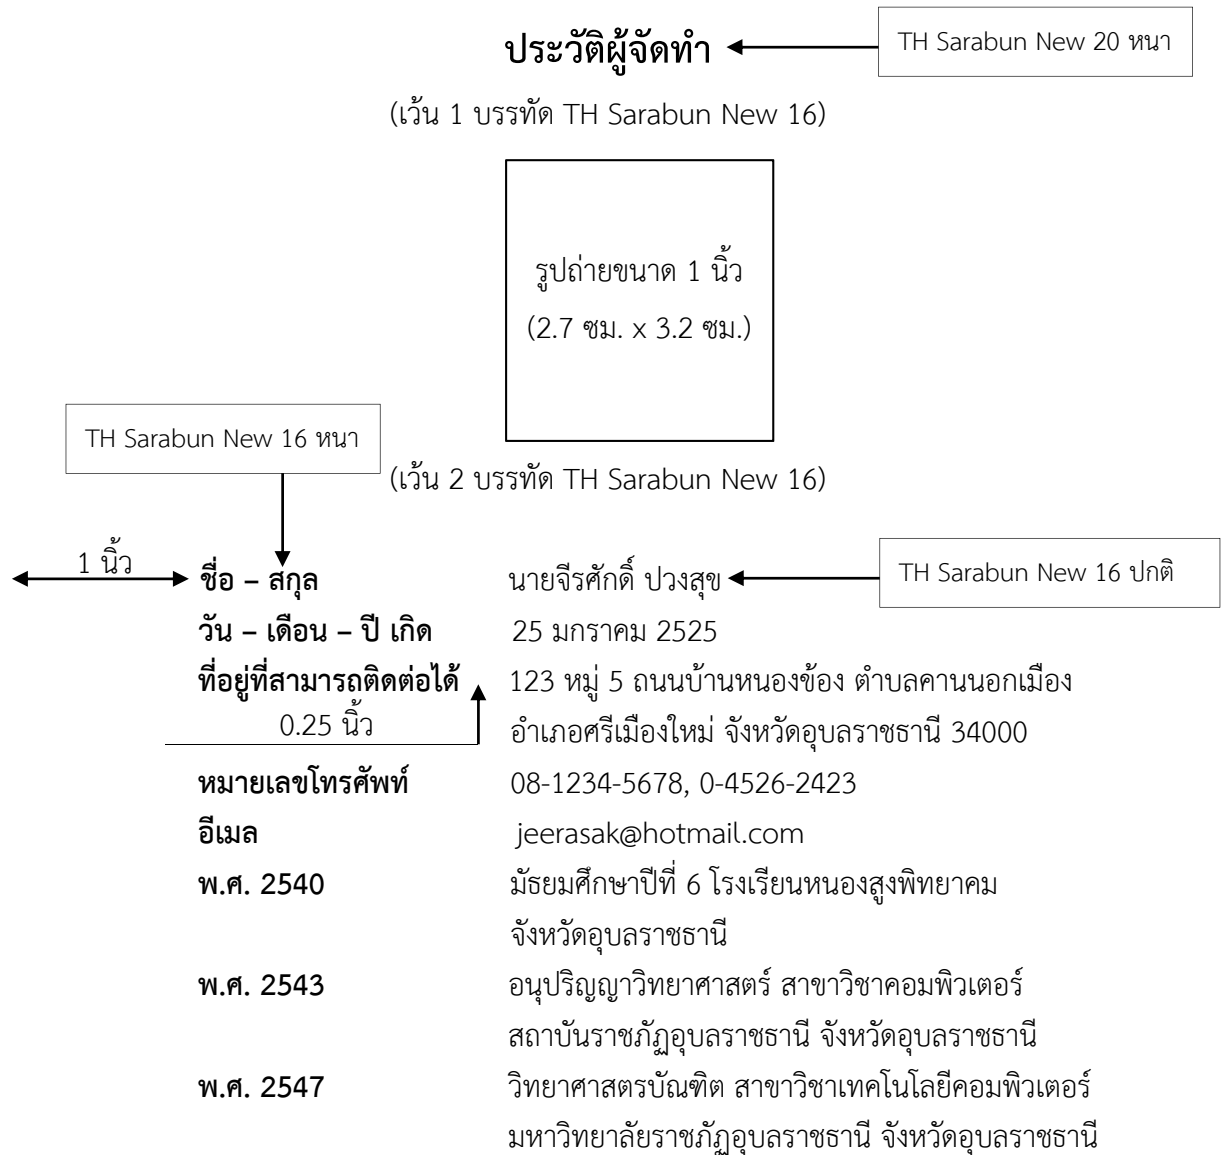 ประวัติผู้จัดทำ
TH Sarabun New 20 หนา
(เว้น 1 บรรทัด TH Sarabun New 16)
รูปถ่ายขนาด 1 นิ้ว
(2.7 ซม. x 3.2 ซม.)
TH Sarabun New 16 หนา
(เว้น 2 บรรทัด TH Sarabun New 16)
1 นิ้ว
ชื่อ – สกุล นายจีรศักดิ์ ปวงสุข
TH Sarabun New 16 ปกติ
วัน – เดือน – ปี เกิด 25 มกราคม 2525
ที่อยู่ที่สามารถติดต่อได้ 123 หมู่ 5 ถนนบ้านหนองข้อง ตำบลคานนอกเมือง
0.25 นิ้ว
อำเภอศรีเมืองใหม่ จังหวัดอุบลราชธานี 34000
หมายเลขโทรศัพท์ 08-1234-5678, 0-4526-2423
อีเมล jeerasak@hotmail.com
พ.ศ. 2540 มัธยมศึกษาปีที่ 6 โรงเรียนหนองสูงพิทยาคม
จังหวัดอุบลราชธานี
พ.ศ. 2543 อนุปริญญาวิทยาศาสตร์ สาขาวิชาคอมพิวเตอร์
สถาบันราชภัฏอุบลราชธานี จังหวัดอุบลราชธานี
พ.ศ. 2547 วิทยาศาสตรบัณฑิต สาขาวิชาเทคโนโลยีคอมพิวเตอร์
มหาวิทยาลัยราชภัฏอุบลราชธานี จังหวัดอุบลราชธานี